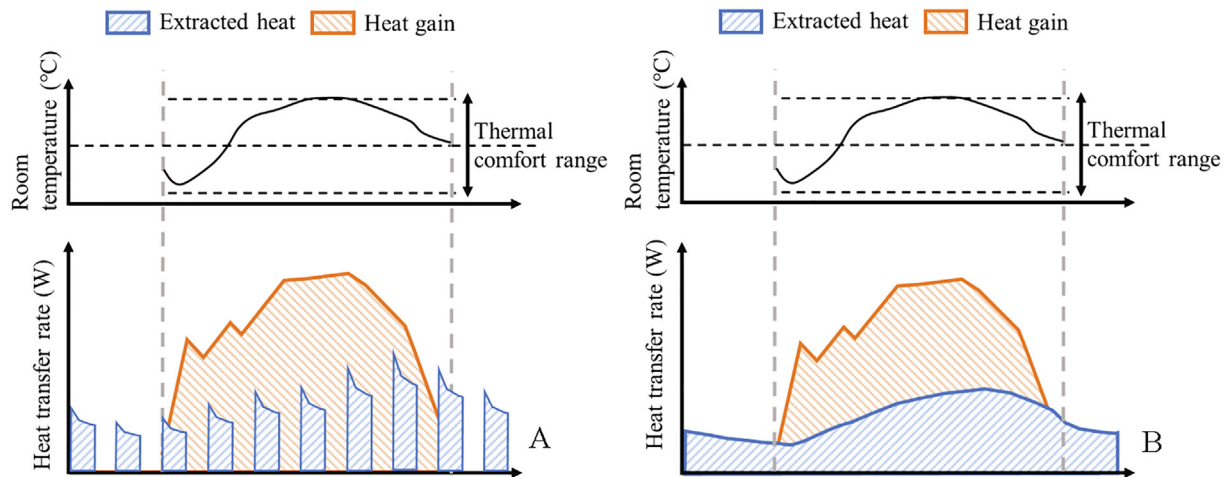 Extracted heat
Heat gain
Room
temperature (°C)
Thermal
comfort range
Heat transfer rate (W)
A
Extracted heat
Heat gain
Room
temperature (°C)
Thermal
comfort range
Heat transfer rate (W)
B